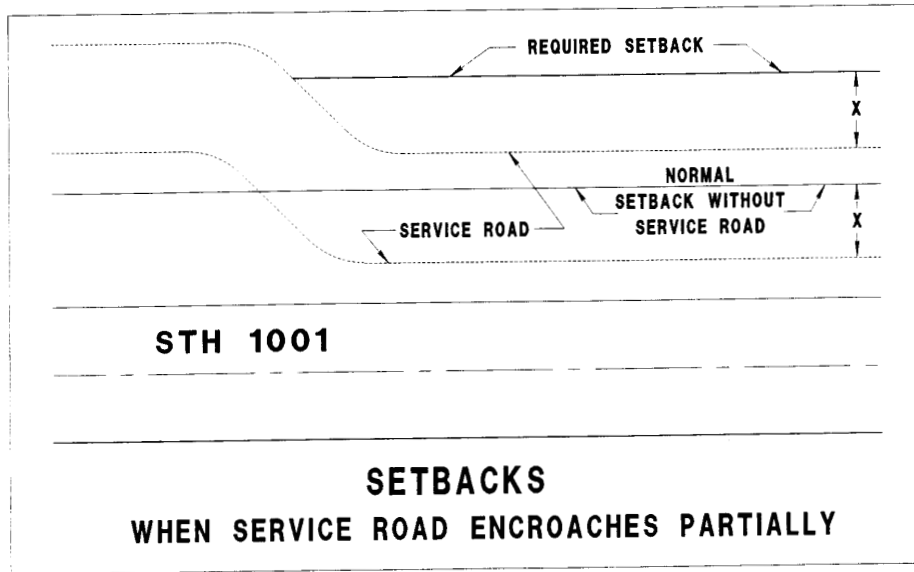 REQUIRED SETBACK
X
NORMAL
SETBACK WITHOUT
SERVICE ROAD
X
SERVICE ROAD
STH 1001
SETBACKS
WHEN SERVICE ROAD ENCROACHES PARTIALLY